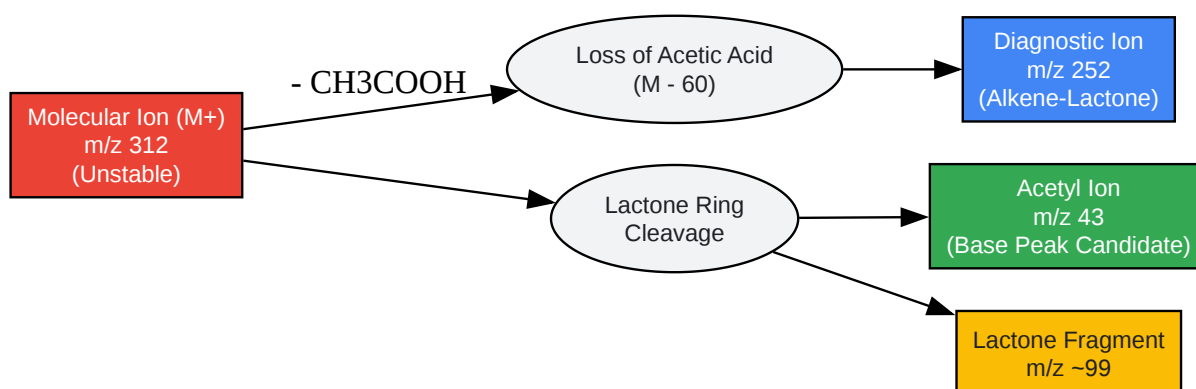 Molecular Ion (M+)
m/z 312
(Unstable)
- CH3COOH
Loss of Acetic Acid
(M - 60)
Diagnostic Ion
m/z 252
(Alkene-Lactone)
Lactone Ring
Cleavage
Acetyl Ion
m/z 43
(Base Peak Candidate)
Lactone Fragment
m/z ~99